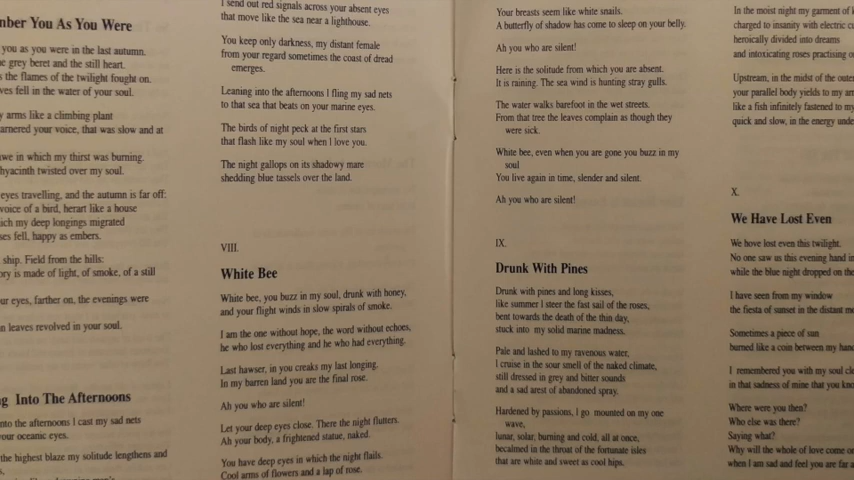 nber You As You Were
you as you were in the last autumn.
e grey beret and the still heart.
s the flames of the twilight fought on.
ves fell in the water of your soul.
y arms like a climbing plant
arnered your voice, that was slow and at
awe in which my thirst was burning.
hyacinth twisted over my soul.
eyes travelling, and the autumn is far off:
voice of a bird, herart like a house
ich my deep longings migrated
ses fell, happy as embers.
ship. Field from the hills:
ory is made of light, of smoke, of a still
ur eyes, farther on, the evenings were
n leaves revolved in your soul.
g Into The Afternoons
nto the afternoons I cast my sad nets
your oceanic eyes.
the highest blaze my solitude lengthens and
I send out red signals across your absent eyes
that move like the sea near a lighthouse.
You keep only darkness, my distant female
from your regard sometimes the coast of dread
emerges.
Leaning into the afternoons I fling my sad nets
to that sea that beats on your marine eyes.
The birds of night peck at the first stars
that flash like my soul when I love you.
The night gallops on its shadowy mare
shedding blue tassels over the land.
VIII.
White Bee
White bee, you buzz in my soul, drunk with honey,
and your flight winds in slow spirals of smoke.
I am the one without hope, the word without echoes,
he who lost everything and he who had everything.
Last hawser, in you creaks my last longing.
In my barren land you are the final rose.
Ah you who are silent!
Let your deep eyes close. There the night flutters.
Ah your body, a frightened statue, naked.
You have deep eyes in which the night flails.
Cool arms of flowers and a lap of rose.
Your breasts seem like white snails.
A butterfly of shadow has come to sleep on your belly.
Ah you who are silent!
Here is the solitude from which you are absent.
It is raining. The sea wind is hunting stray gulls.
The water walks barefoot in the wet streets.
From that tree the leaves complain as though they
were sick.
White bee, even when you are gone you buzz in my
soul
You live again in time, slender and silent.
Ah you who are silent!
IX.
Drunk With Pines
Drunk with pines and long kisses,
like summer I steer the fast sail of the roses,
bent towards the death of the thin day,
stuck into my solid marine madness.
Pale and lashed to my ravenous water,
I cruise in the sour smell of the naked climate,
still dressed in grey and bitter sounds
and a sad arest of abandoned spray.
Hardened by passions, I go mounted on my one
wave,
lunar, solar, burning and cold, all at once,
becalmed in the throat of the fortunate isles
that are white and sweet as cool hips.
In the moist night my garment of k
charged to insanity with electric cu
heroically divided into dreams
and intoxicating roses practising o
Upstream, in the midst of the outer
your parallel body yields to my arm
like a fish infinitely fastened to my
quick and slow, in the energy unde
X.
We Have Lost Even
We hove lost even this twilight.
No one saw us this evening hand in
while the blue night dropped on the
I have seen from my window
the fiesta of sunset in the distant mo
Sometimes a piece of sun
burned like a coin between my hand
I remembered you with my soul cle
in that sadness of mine that you kno
Where were you then?
Who else was there?
Saying what?
Why will the whole of love come on
when I am sad and feel you are far a